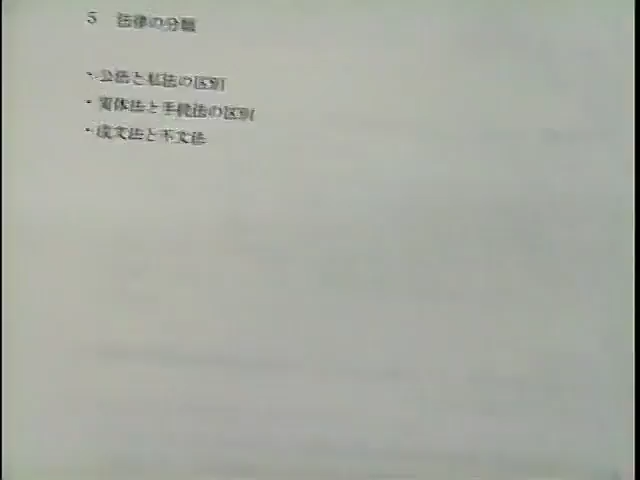 5 法律の分類
・公法と私法の区別
・実体法と手続法の区別
・成文法と不文法